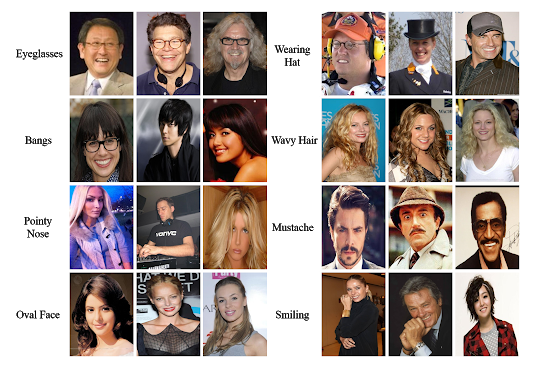 Eyeglasses
Wearing
Hat
Bangs
Wavy Hair
Pointy
Nose
Mustache
Oval Face
Smiling